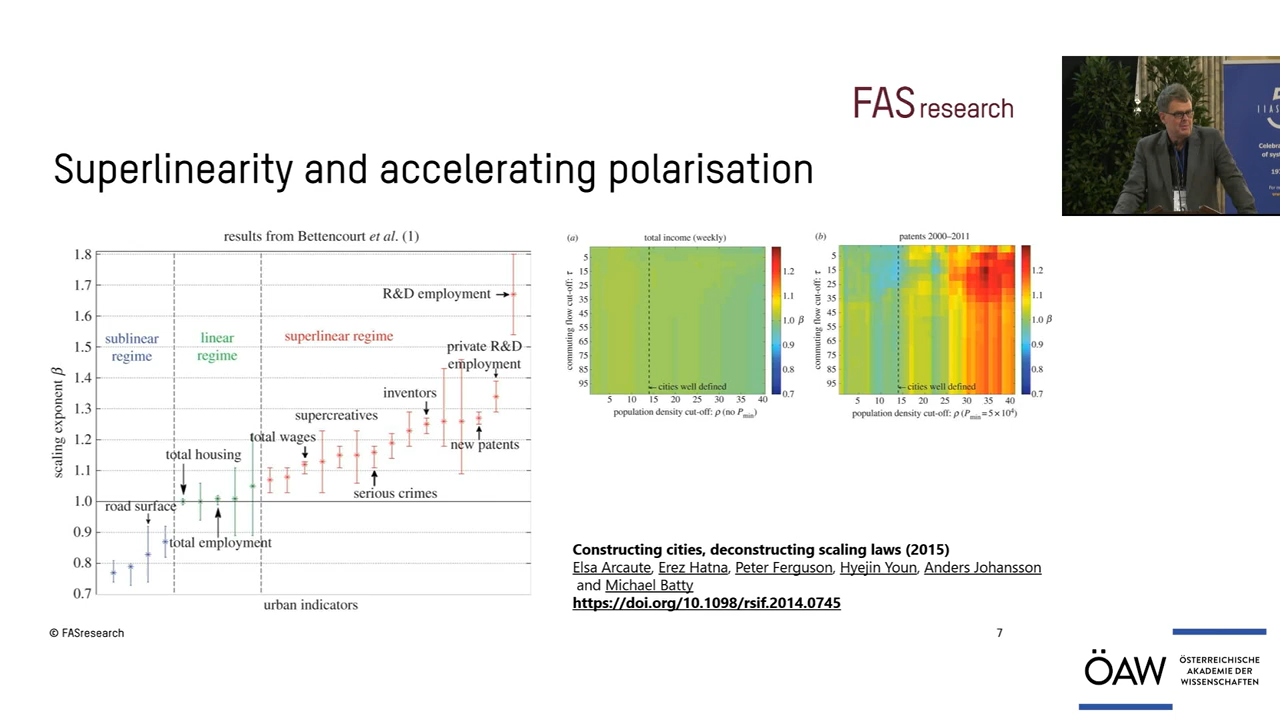 FASresearch
Superlinearity and accelerating polarisation
results from Bettencourt et al. (1)
1.8
1.7
1.6
1.5
1.4
1.3
1.2
1.1
1.0
0.9
0.8
0.7
scaling exponent β
sublinear
regime
linear
regime
superlinear regime
R&D employment
private R&D
employment
inventors
supercreatives
total wages
new patents
total housing
serious crimes
road surface
total employment
urban indicators
(a)
total income (weekly)
commuting flow cut-off: τ
5
15
25
35
45
55
65
75
85
95
cities well defined
5 10 15 20 25 30 35 40
population density cut-off: ρ (no Pmin)
1.2
1.1
1.0 β
0.9
0.8
0.7
(b)
patents 2000–2011
commuting flow cut-off: τ
5
15
25
35
45
55
65
75
85
95
cities well defined
5 10 15 20 25 30 35 40
population density cut-off: ρ (Pmin = 5 × 10⁴)
1.2
1.1
1.0 β
0.9
0.8
0.7
Constructing cities, deconstructing scaling laws (2015)
Elsa Arcaute, Erez Hatna, Peter Ferguson, Hyejin Youn, Anders Johansson
and Michael Batty
https://doi.org/10.1098/rsif.2014.0745
© FASresearch
7
ÖAW
ÖSTERREICHISCHE
AKADEMIE DER
WISSENSCHAFTEN